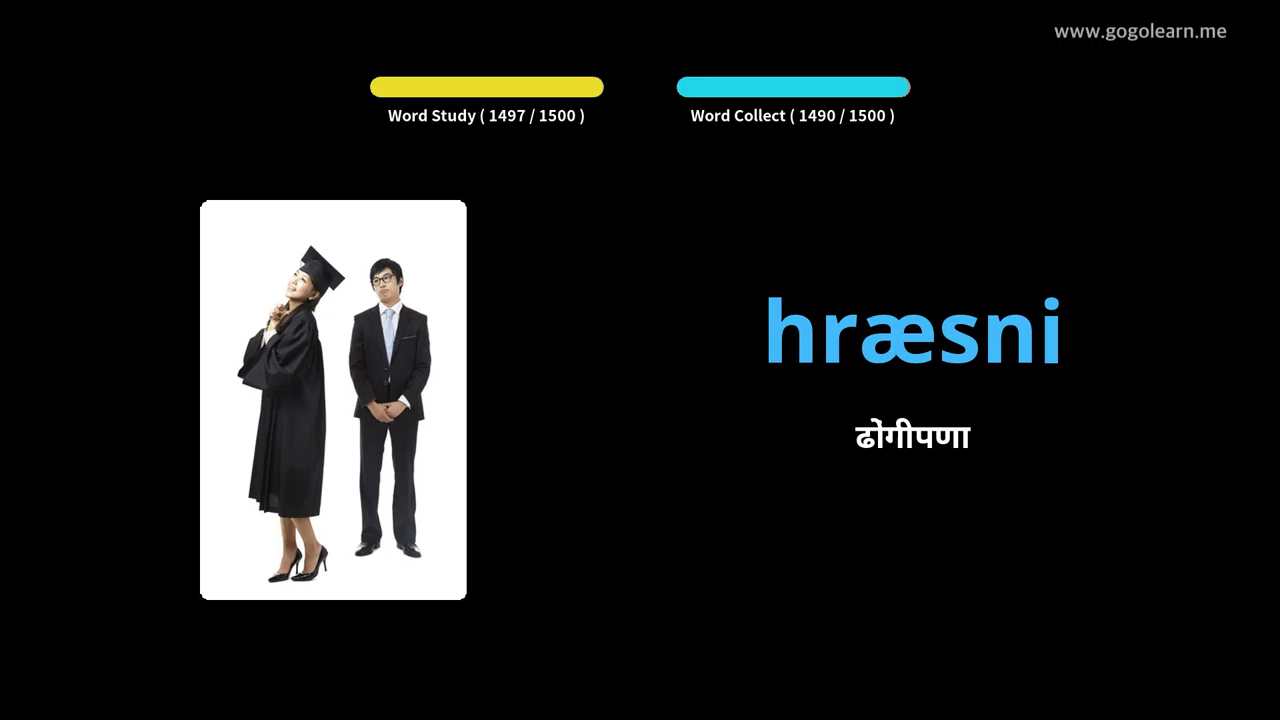 www.gogolearn.me
Word Study ( 1497 / 1500 )
Word Collect ( 1490 / 1500 )
hræsni
ढोंगीपणा